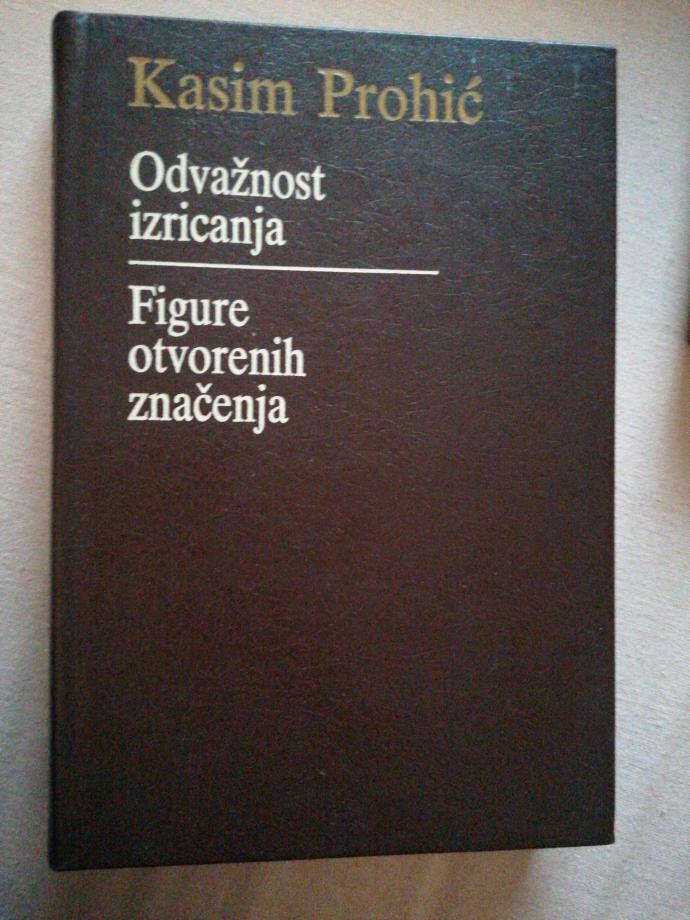 Kasim Prohić
Odvažnost
izricanja
Figure
otvorenih
značenja